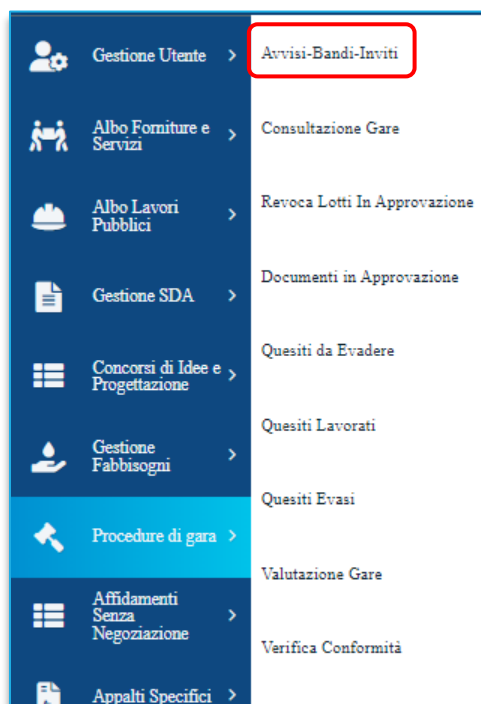 Gestione Utente
Albo Forniture e
Servizi
Albo Lavori
Pubblici
Gestione SDA
Concorsi di Idee e
Progettazione
Gestione
Fabbisogni
Procedure di gara
Affidamenti
Senza
Negoziazione
Appalti Specifici
Avvisi-Bandi-Inviti
Consultazione Gare
Revoca Lotti In Approvazione
Documenti in Approvazione
Quesiti da Evadere
Quesiti Lavorati
Quesiti Evasi
Valutazione Gare
Verifica Conformità